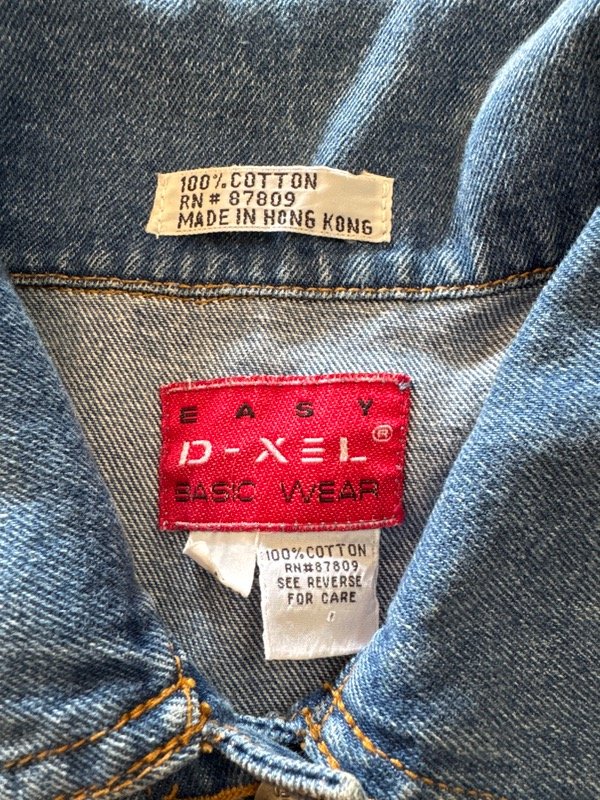 100% COTTON
RN # 87809
MADE IN HONG KONG
EASY
D-XEL®
BASIC WEAR
100% COTTON
RN#87809
SEE REVERSE
FOR CARE